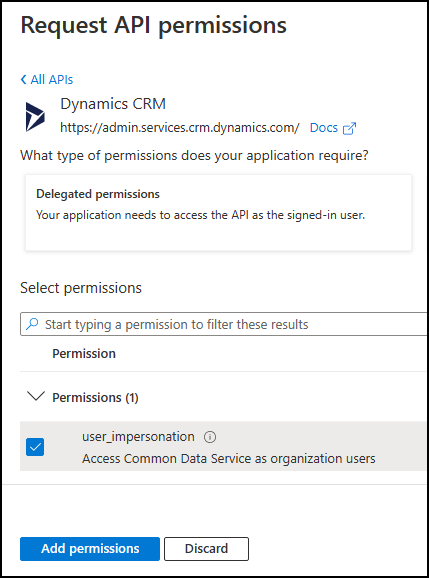 Request API permissions
All APIs
Dynamics CRM
https://admin.services.crm.dynamics.com/ Docs
What type of permissions does your application require?
Delegated permissions
Your application needs to access the API as the signed-in user.
Select permissions
Start typing a permission to filter these results
Permission
Permissions (1)
user_impersonation
Access Common Data Service as organization users
Add permissions Discard